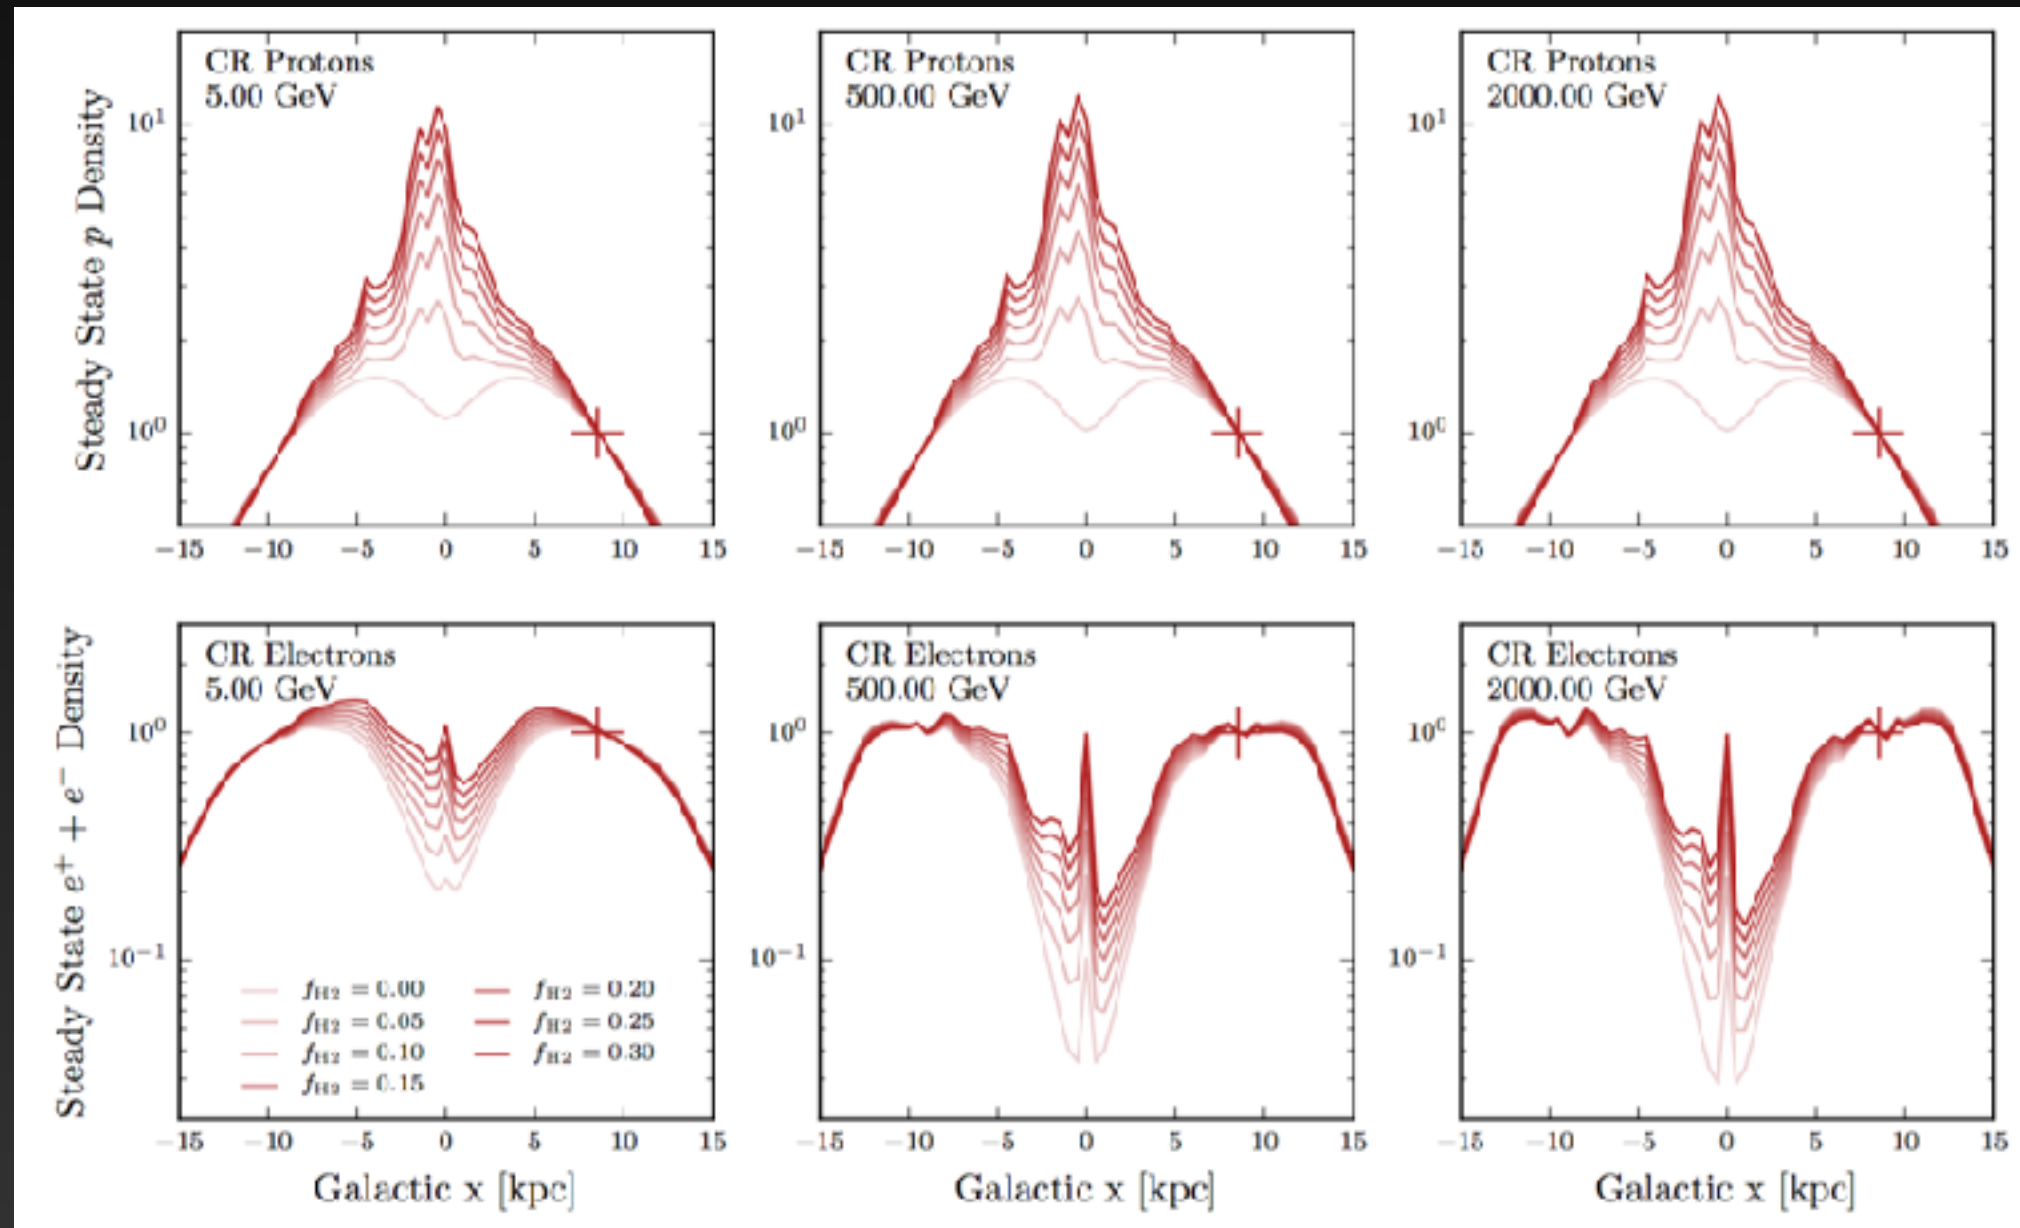 CR Protons
5.00 GeV
CR Protons
500.00 GeV
CR Protons
2000.00 GeV
Steady State p Density
10¹
10⁰
10¹
10⁰
10¹
10⁰
−15 −10 −5 0 5 10 15
−15 −10 −5 0 5 10 15
−15 −10 −5 0 5 10 15
CR Electrons
5.00 GeV
CR Electrons
500.00 GeV
CR Electrons
2000.00 GeV
Steady State e⁺ + e⁻ Density
10⁰
10⁻¹
10⁰
10⁻¹
10⁰
10⁻¹
f_H2 = 0.00
f_H2 = 0.05
f_H2 = 0.10
f_H2 = 0.15
f_H2 = 0.20
f_H2 = 0.25
f_H2 = 0.30
−15 −10 −5 0 5 10 15
−15 −10 −5 0 5 10 15
−15 −10 −5 0 5 10 15
Galactic x [kpc]
Galactic x [kpc]
Galactic x [kpc]